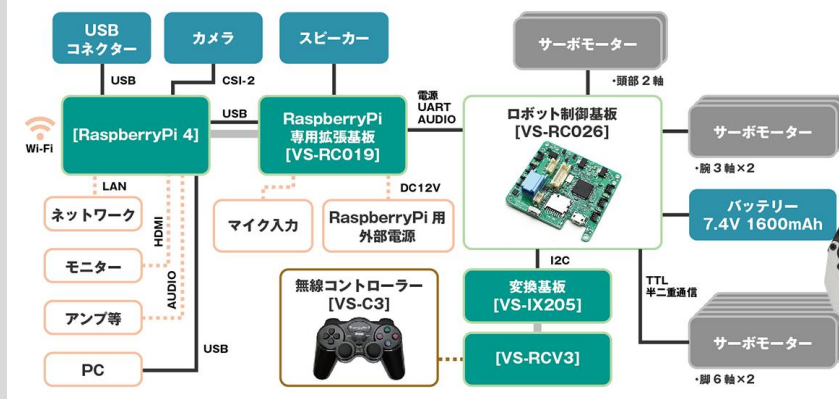 USB
コネクター
カメラ
スピーカー
サーボモーター
USB
CSI-2
・頭部2軸
Wi-Fi
[RaspberryPi 4]
USB
RaspberryPi
専用拡張基板
[VS-RC019]
電源
UART
AUDIO
ロボット制御基板
[VS-RC026]
サーボモーター
・腕3軸×2
LAN
ネットワーク
HDMI
モニター
AUDIO
アンプ等
USB
PC
マイク入力
DC12V
RaspberryPi 用
外部電源
バッテリー
7.4V 1600mAh
I2C
TTL
半二重通信
無線コントローラー
[VS-C3]
変換基板
[VS-IX205]
[VS-RCV3]
サーボモーター
・脚6軸×2